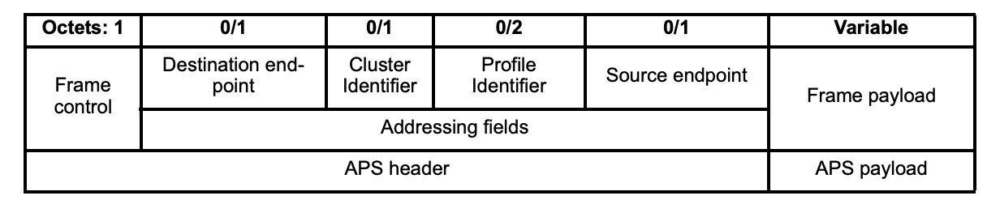 Octets: 1 0/1 0/1 0/2 0/1 Variable
Frame
control
Destination end-
point
Cluster
Identifier
Profile
Identifier
Source endpoint
Frame payload
Addressing fields
APS header
APS payload